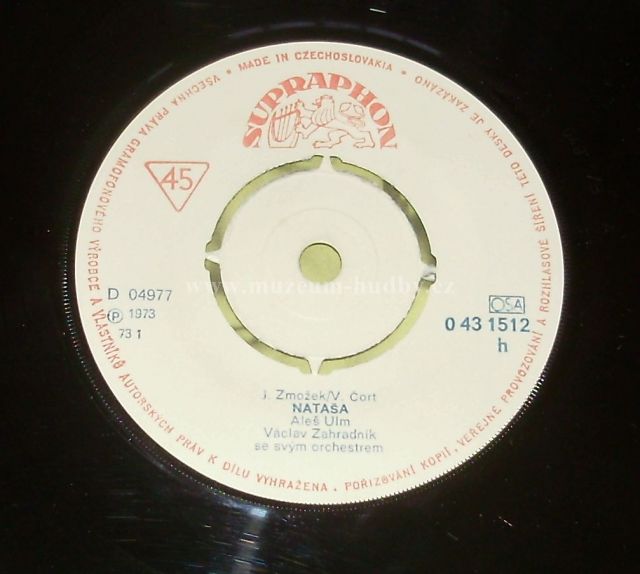 VŠECHNA PRÁVA GRAMOFONOVÉHO VÝROBCE A VLASTNÍKŮ AUTORSKÝCH PRÁV K DÍLU VYHRAŽENA. POŘIZOVÁNÍ KOPIÍ, VEŘEJNÉ PROVOZOVÁNÍ A ROZHLASOVÉ ŠÍŘENÍ TÉTO DESKY JE ZAKÁZÁNO
• MADE IN CZECHOSLOVAKIA •
SUPRAPHON
45
www.muzeum-hudby.cz
D 04977
Ⓟ 1973
73 1
OSA
0 43 1512
h
J. Zmožek/V. Čort
NATAŠA
Aleš Ulm
Václav Zahradník
se svým orchestrem